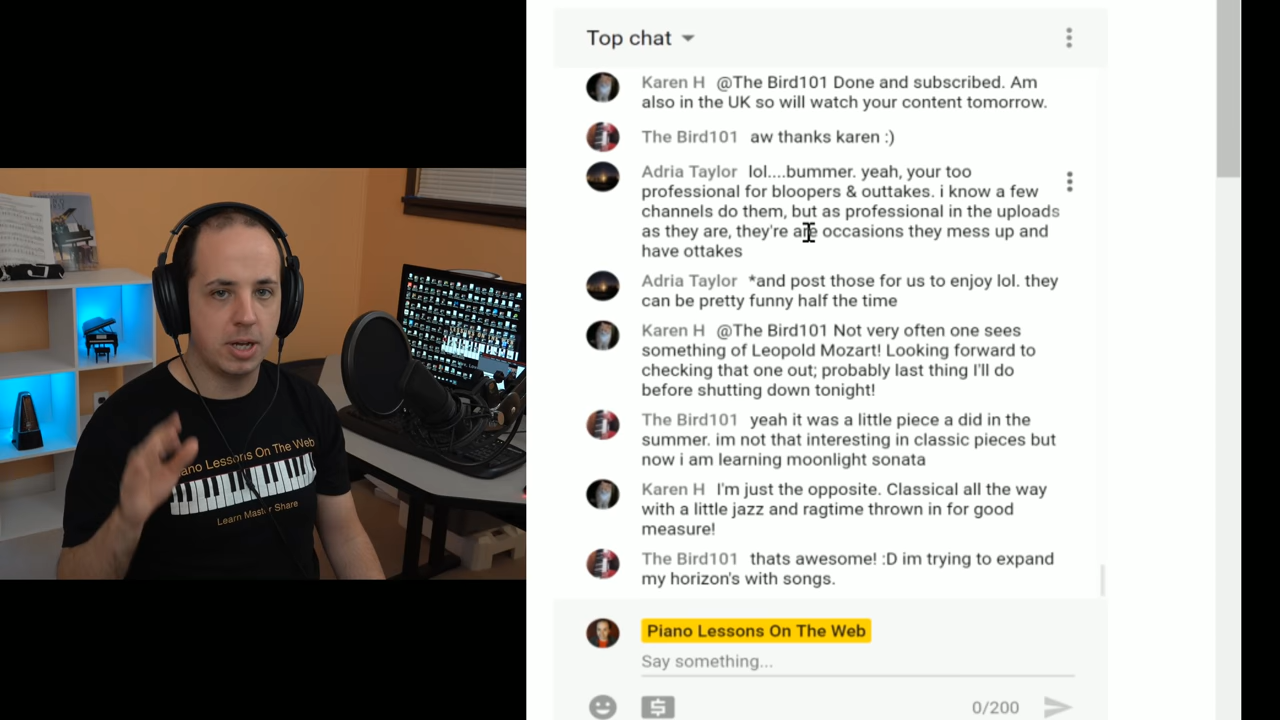 Top chat
Karen H @The Bird101 Done and subscribed. Am
also in the UK so will watch your content tomorrow.
The Bird101 aw thanks karen :)
Adria Taylor lol....bummer. yeah, your too
professional for bloopers & outtakes. i know a few
channels do them, but as professional in the uploads
as they are, they're are occasions they mess up and
have ottakes
Adria Taylor *and post those for us to enjoy lol. they
can be pretty funny half the time
Karen H @The Bird101 Not very often one sees
something of Leopold Mozart! Looking forward to
checking that one out; probably last thing I'll do
before shutting down tonight!
The Bird101 yeah it was a little piece a did in the
summer. im not that interesting in classic pieces but
now i am learning moonlight sonata
Karen H I'm just the opposite. Classical all the way
with a little jazz and ragtime thrown in for good
measure!
The Bird101 thats awesome! :D im trying to expand
my horizon's with songs.
Piano Lessons On The Web
Say something...
0/200
ano Lessons On The Web
Learn Master Share